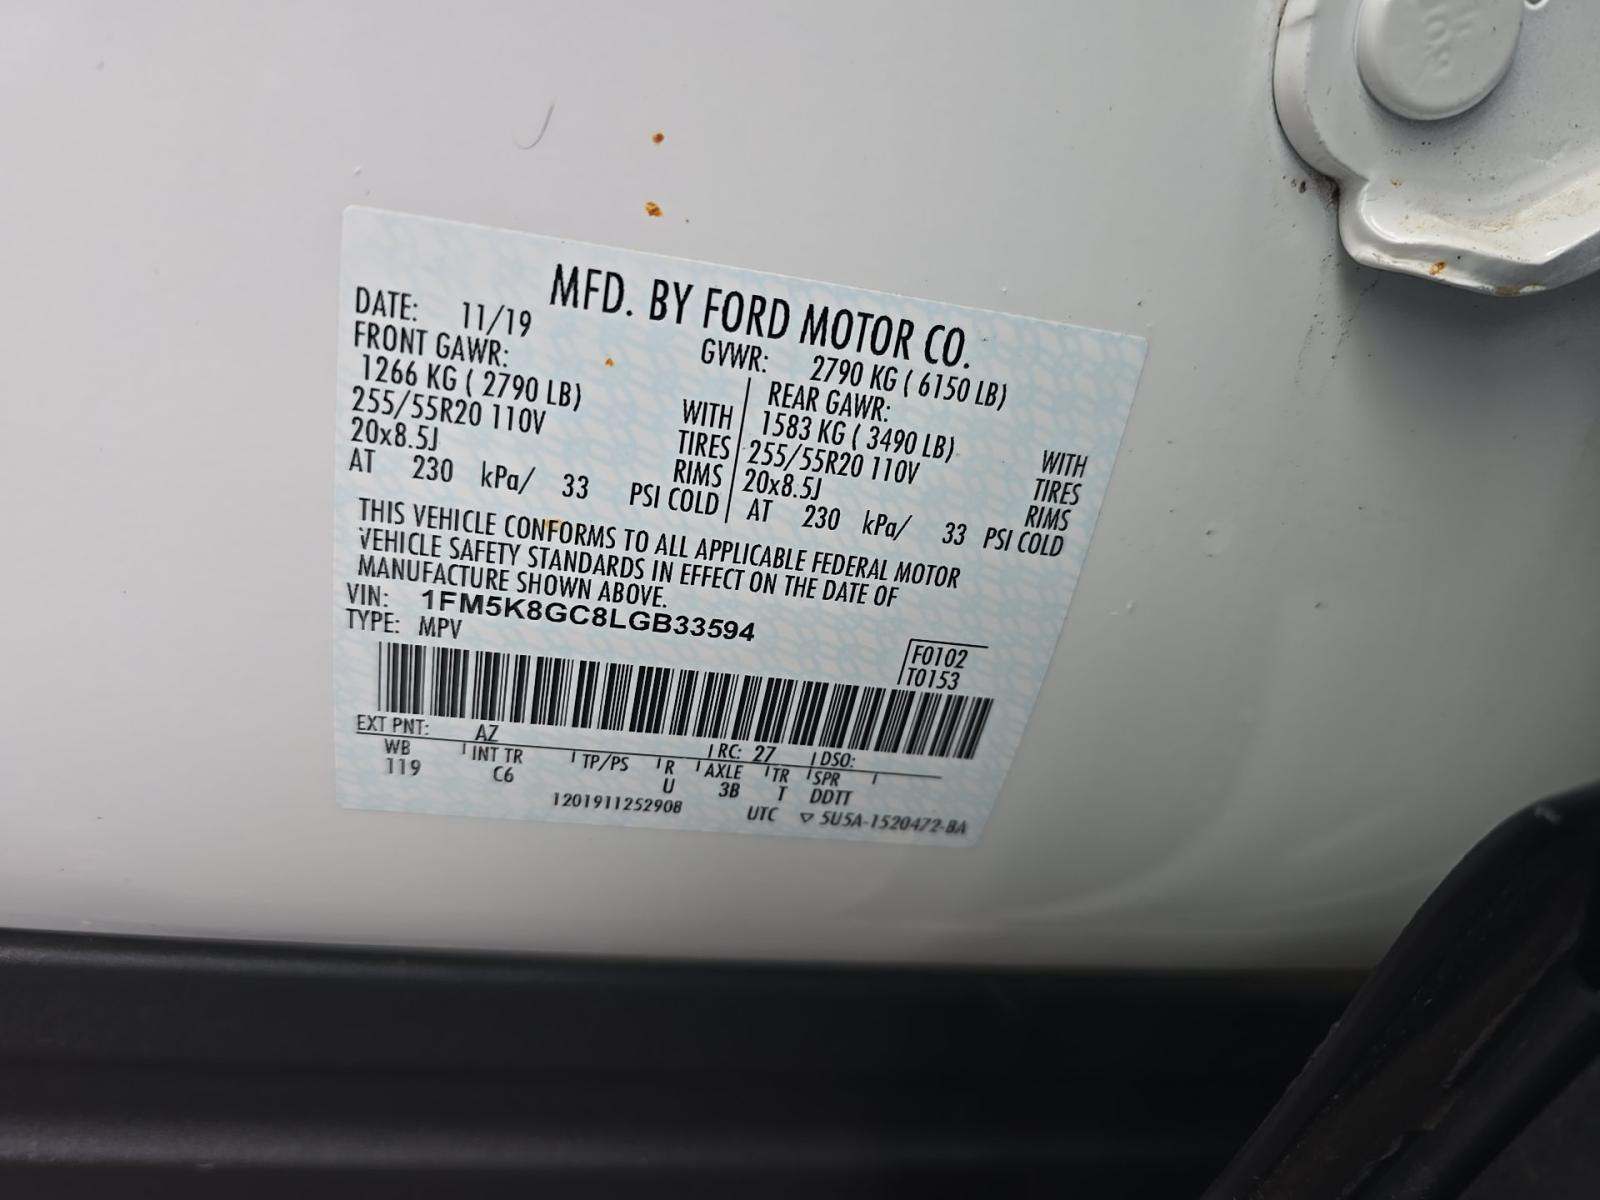 MFD. BY FORD MOTOR CO.
DATE: 11/19
GVWR: 2790 KG ( 6150 LB)
FRONT GAWR:
1266 KG ( 2790 LB) WITH
255/55R20 110V TIRES
20x8.5J RIMS
AT 230 kPa/ 33 PSI COLD
REAR GAWR:
1583 KG ( 3490 LB) WITH
255/55R20 110V TIRES
20x8.5J RIMS
AT 230 kPa/ 33 PSI COLD
THIS VEHICLE CONFORMS TO ALL APPLICABLE FEDERAL MOTOR
VEHICLE SAFETY STANDARDS IN EFFECT ON THE DATE OF
MANUFACTURE SHOWN ABOVE.
VIN: 1FM5K8GC8LGB33594
TYPE: MPV
F0102
T0153
EXT PNT: AZ RC: 27 DSO:
WB INT TR TP/PS R AXLE TR SPR
119 C6 U 3B T DDTT
1201911252908 UTC ▽ 5U5A-1520472-BA